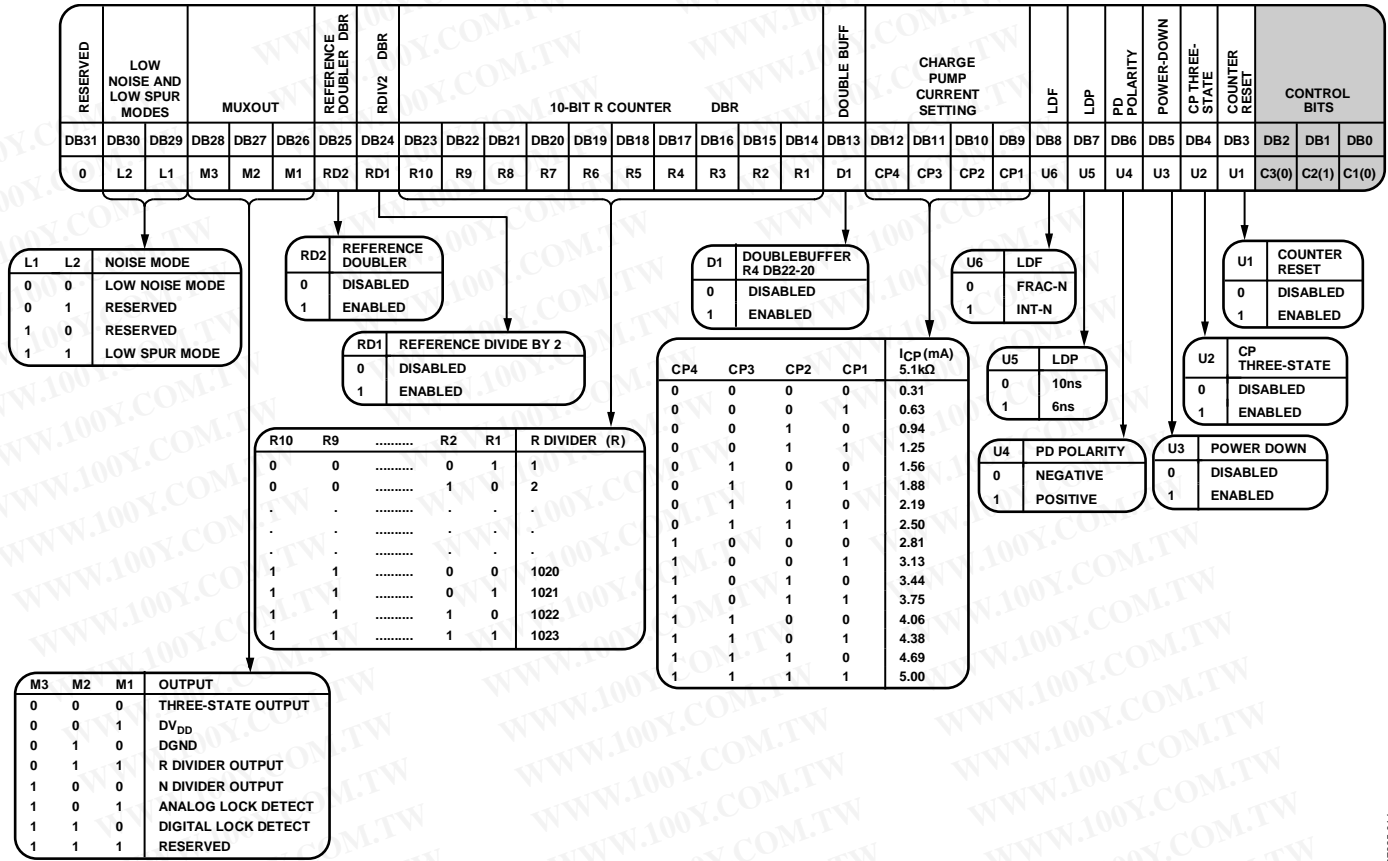 RESERVED
LOW NOISE AND LOW SPUR MODES
MUXOUT
REFERENCE DOUBLER DBR
RDIV2 DBR
10-BIT R COUNTER DBR
DOUBLE BUFF
CHARGE PUMP CURRENT SETTING
LDF
LDP
PD POLARITY
POWER-DOWN
CP THREE-STATE
COUNTER RESET
CONTROL BITS
DB31 DB30 DB29 DB28 DB27 DB26 DB25 DB24 DB23 DB22 DB21 DB20 DB19 DB18 DB17 DB16 DB15 DB14 DB13 DB12 DB11 DB10 DB9 DB8 DB7 DB6 DB5 DB4 DB3 DB2 DB1 DB0
0 L2 L1 M3 M2 M1 RD2 RD1 R10 R9 R8 R7 R6 R5 R4 R3 R2 R1 D1 CP4 CP3 CP2 CP1 U6 U5 U4 U3 U2 U1 C3(0) C2(1) C1(0)
L1 L2 NOISE MODE
0 0 LOW NOISE MODE
0 1 RESERVED
1 0 RESERVED
1 1 LOW SPUR MODE
RD2 REFERENCE DOUBLER
0 DISABLED
1 ENABLED
RD1 REFERENCE DIVIDE BY 2
0 DISABLED
1 ENABLED
R10 R9 .......... R2 R1 R DIVIDER (R)
0 0 .......... 0 1 1
0 0 .......... 1 0 2
. . .......... . . .
. . .......... . . .
. . .......... . . .
1 1 .......... 0 0 1020
1 1 .......... 0 1 1021
1 1 .......... 1 0 1022
1 1 .......... 1 1 1023
D1 DOUBLEBUFFER R4 DB22-20
0 DISABLED
1 ENABLED
CP4 CP3 CP2 CP1 ICP (mA) 5.1kΩ
0 0 0 0 0.31
0 0 0 1 0.63
0 0 1 0 0.94
0 0 1 1 1.25
0 1 0 0 1.56
0 1 0 1 1.88
0 1 1 0 2.19
0 1 1 1 2.50
1 0 0 0 2.81
1 0 0 1 3.13
1 0 1 0 3.44
1 0 1 1 3.75
1 1 0 0 4.06
1 1 0 1 4.38
1 1 1 0 4.69
1 1 1 1 5.00
U6 LDF
0 FRAC-N
1 INT-N
U5 LDP
0 10ns
1 6ns
U4 PD POLARITY
0 NEGATIVE
1 POSITIVE
U3 POWER DOWN
0 DISABLED
1 ENABLED
U2 CP THREE-STATE
0 DISABLED
1 ENABLED
U1 COUNTER RESET
0 DISABLED
1 ENABLED
M3 M2 M1 OUTPUT
0 0 0 THREE-STATE OUTPUT
0 0 1 DVDD
0 1 0 DGND
0 1 1 R DIVIDER OUTPUT
1 0 0 N DIVIDER OUTPUT
1 0 1 ANALOG LOCK DETECT
1 1 0 DIGITAL LOCK DETECT
1 1 1 RESERVED
WWW.100Y.COM.TW